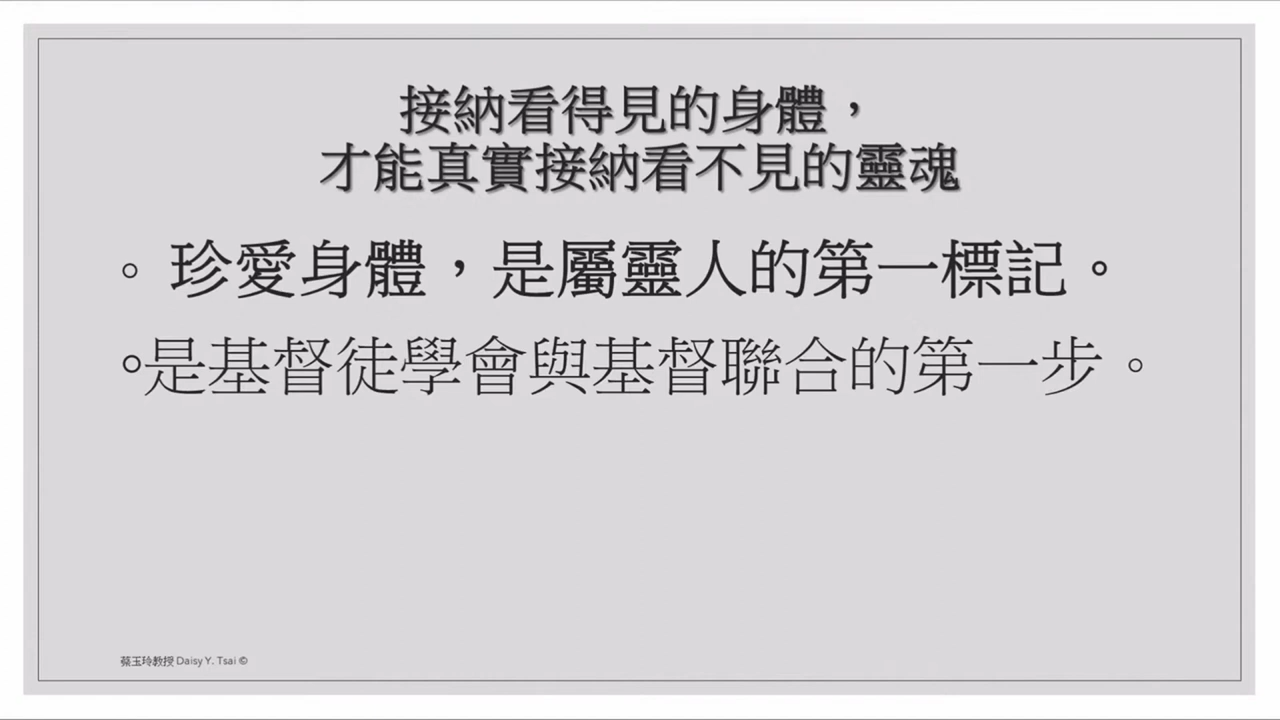 接納看得見的身體，
才能真實接納看不見的靈魂
◦ 珍愛身體，是屬靈人的第一標記。
◦是基督徒學會與基督聯合的第一步。
蔡玉玲教授 Daisy Y. Tsai ©